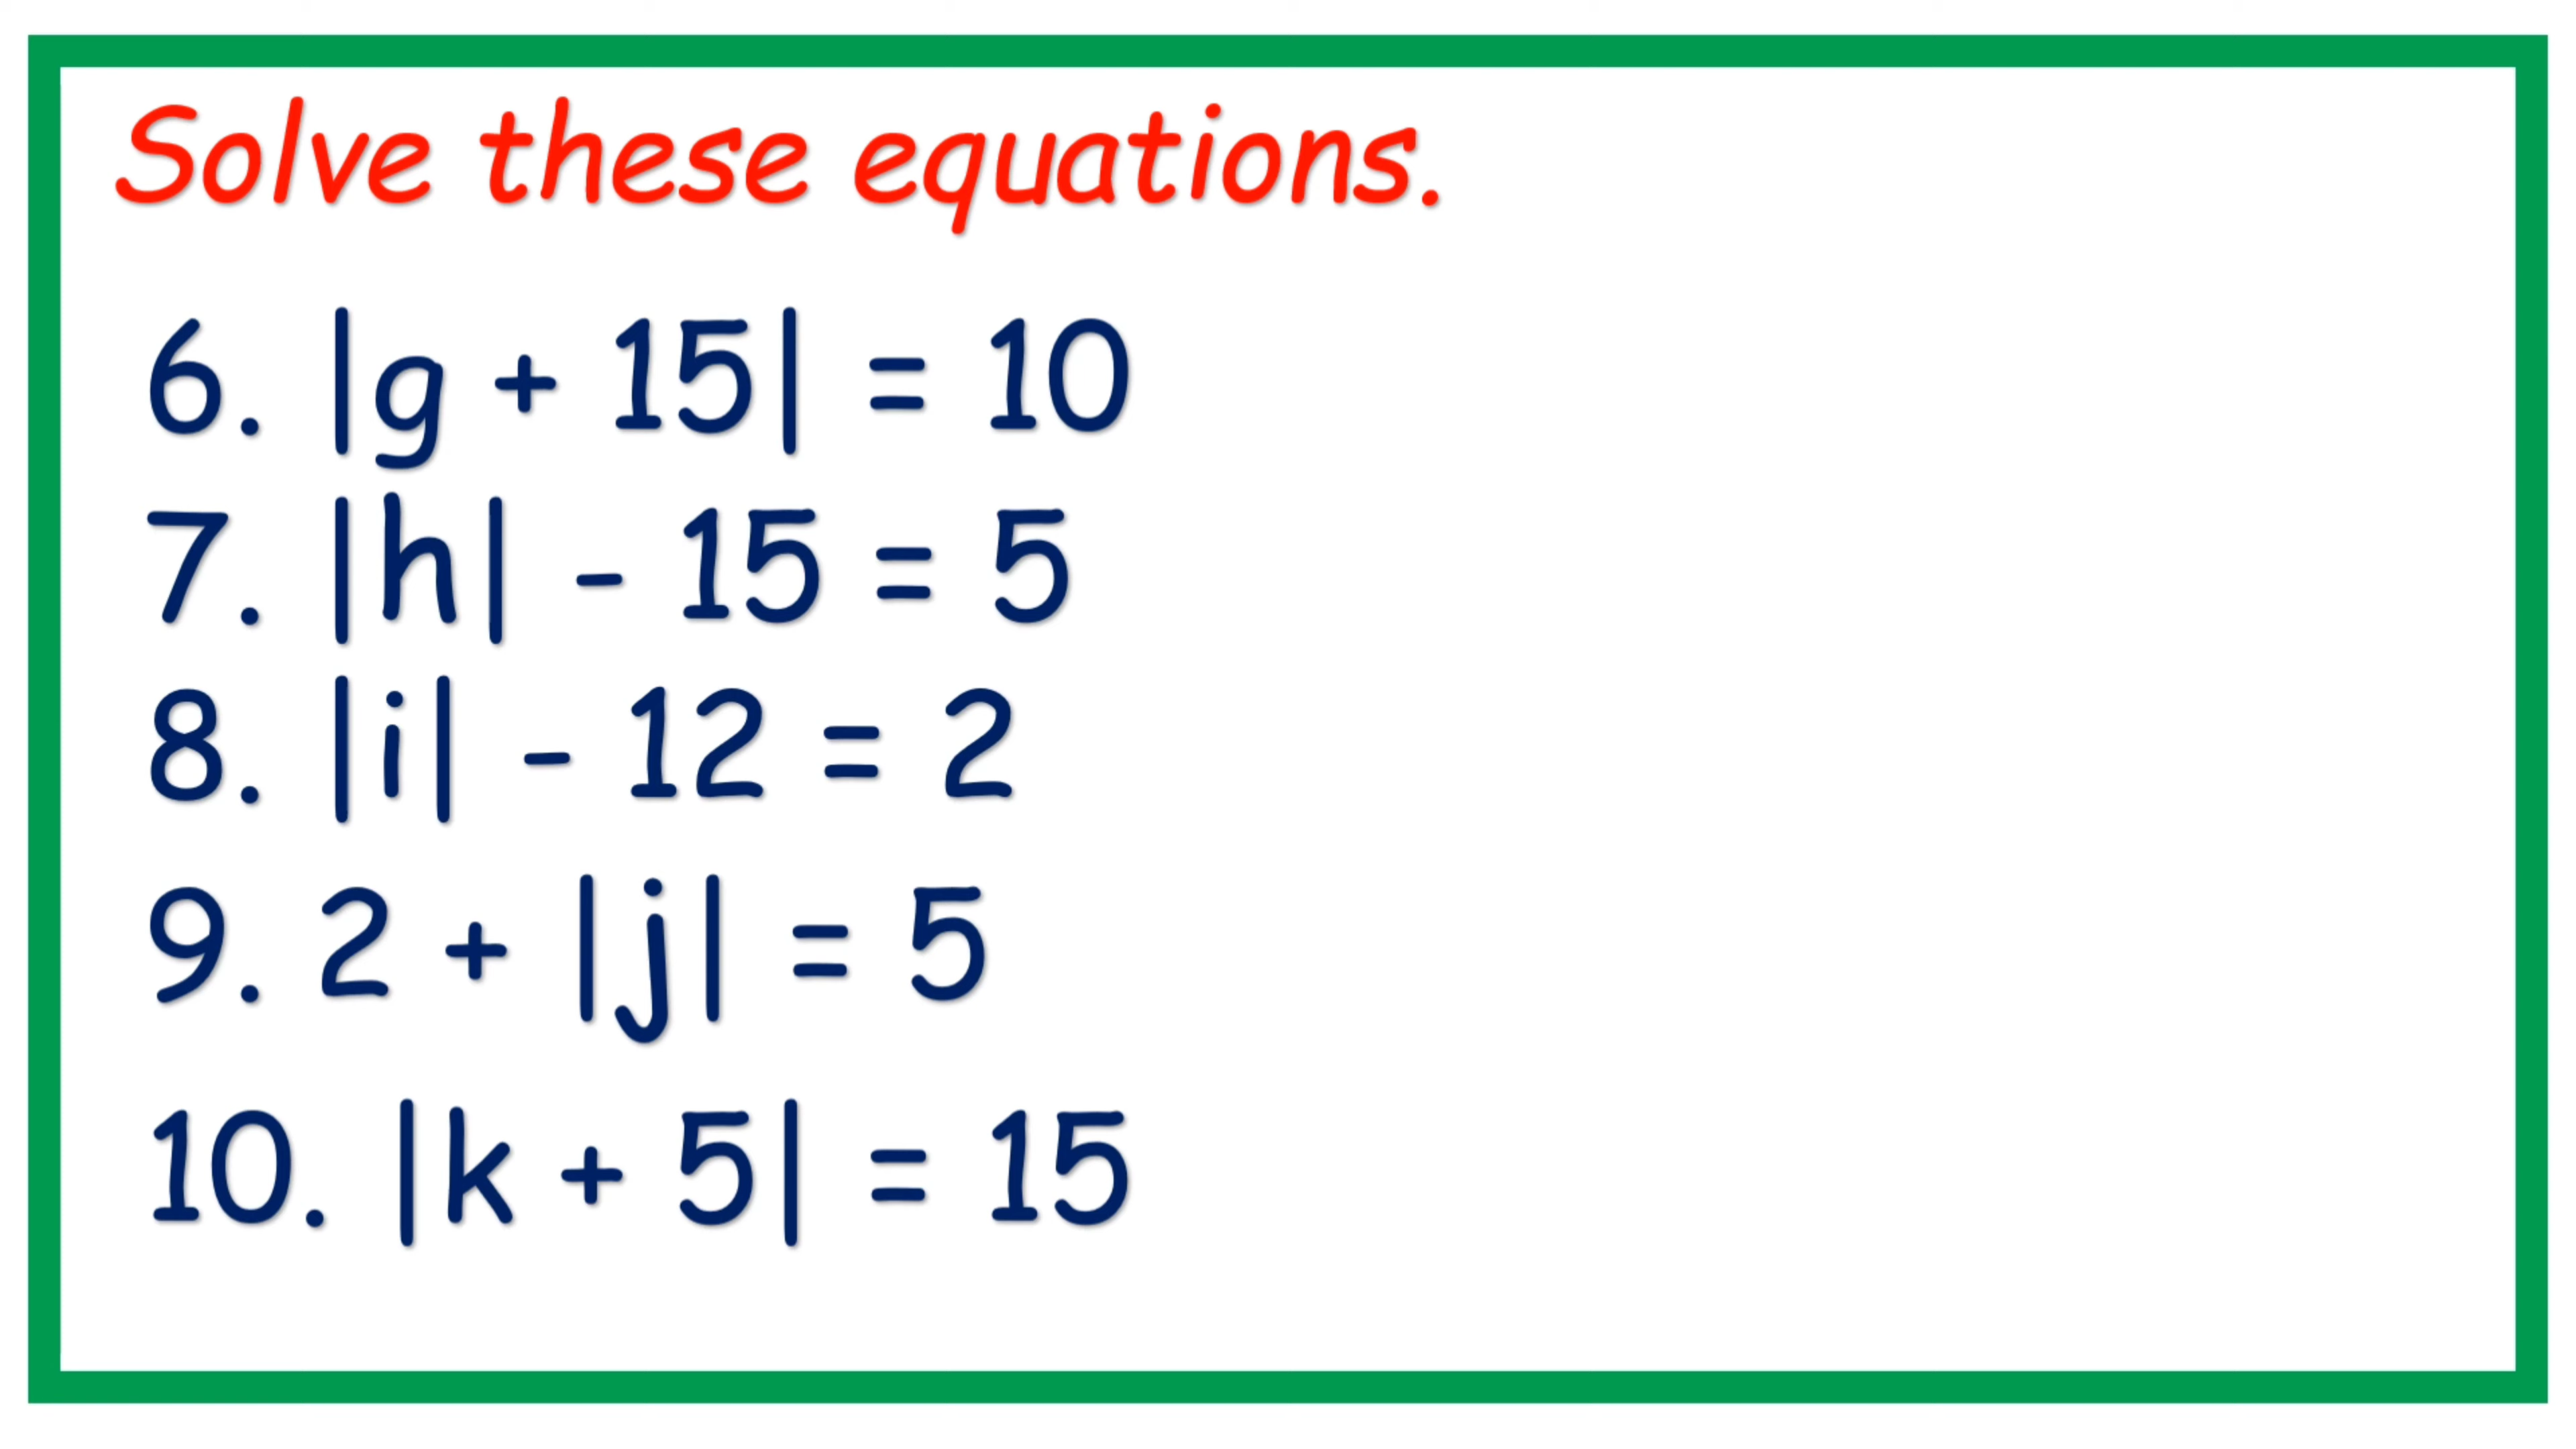 Solve these equations.
6. |g + 15| = 10
7. |h| - 15 = 5
8. |i| - 12 = 2
9. 2 + |j| = 5
10. |k + 5| = 15